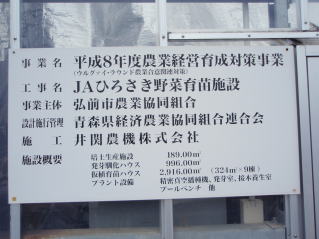 事業名 平成8年度農業経営育成対策事業
(ウルグァイ・ラウンド農業合意関連対策)
工事名 JAひろさき野菜育苗施設
事業主体 弘前市農業協同組合
設計施行管理 青森県経済農業協同組合連合会
施工 井関農機株式会社
施設概要 培土生産施設 189.00㎡
発芽馴化ハウス 996.00㎡
仮植育苗ハウス 2,916.00㎡ (324㎡×9棟)
プラント設備 精密真空播種機、発芽室、接木養生室
プールベンチ 他